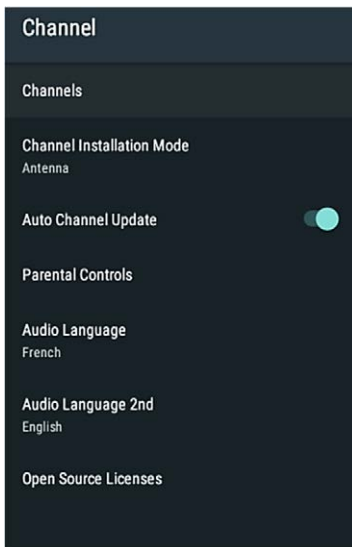 Channel
Channels
Channel Installation Mode
Antenna
Auto Channel Update
Parental Controls
Audio Language
French
Audio Language 2nd
English
Open Source Licenses